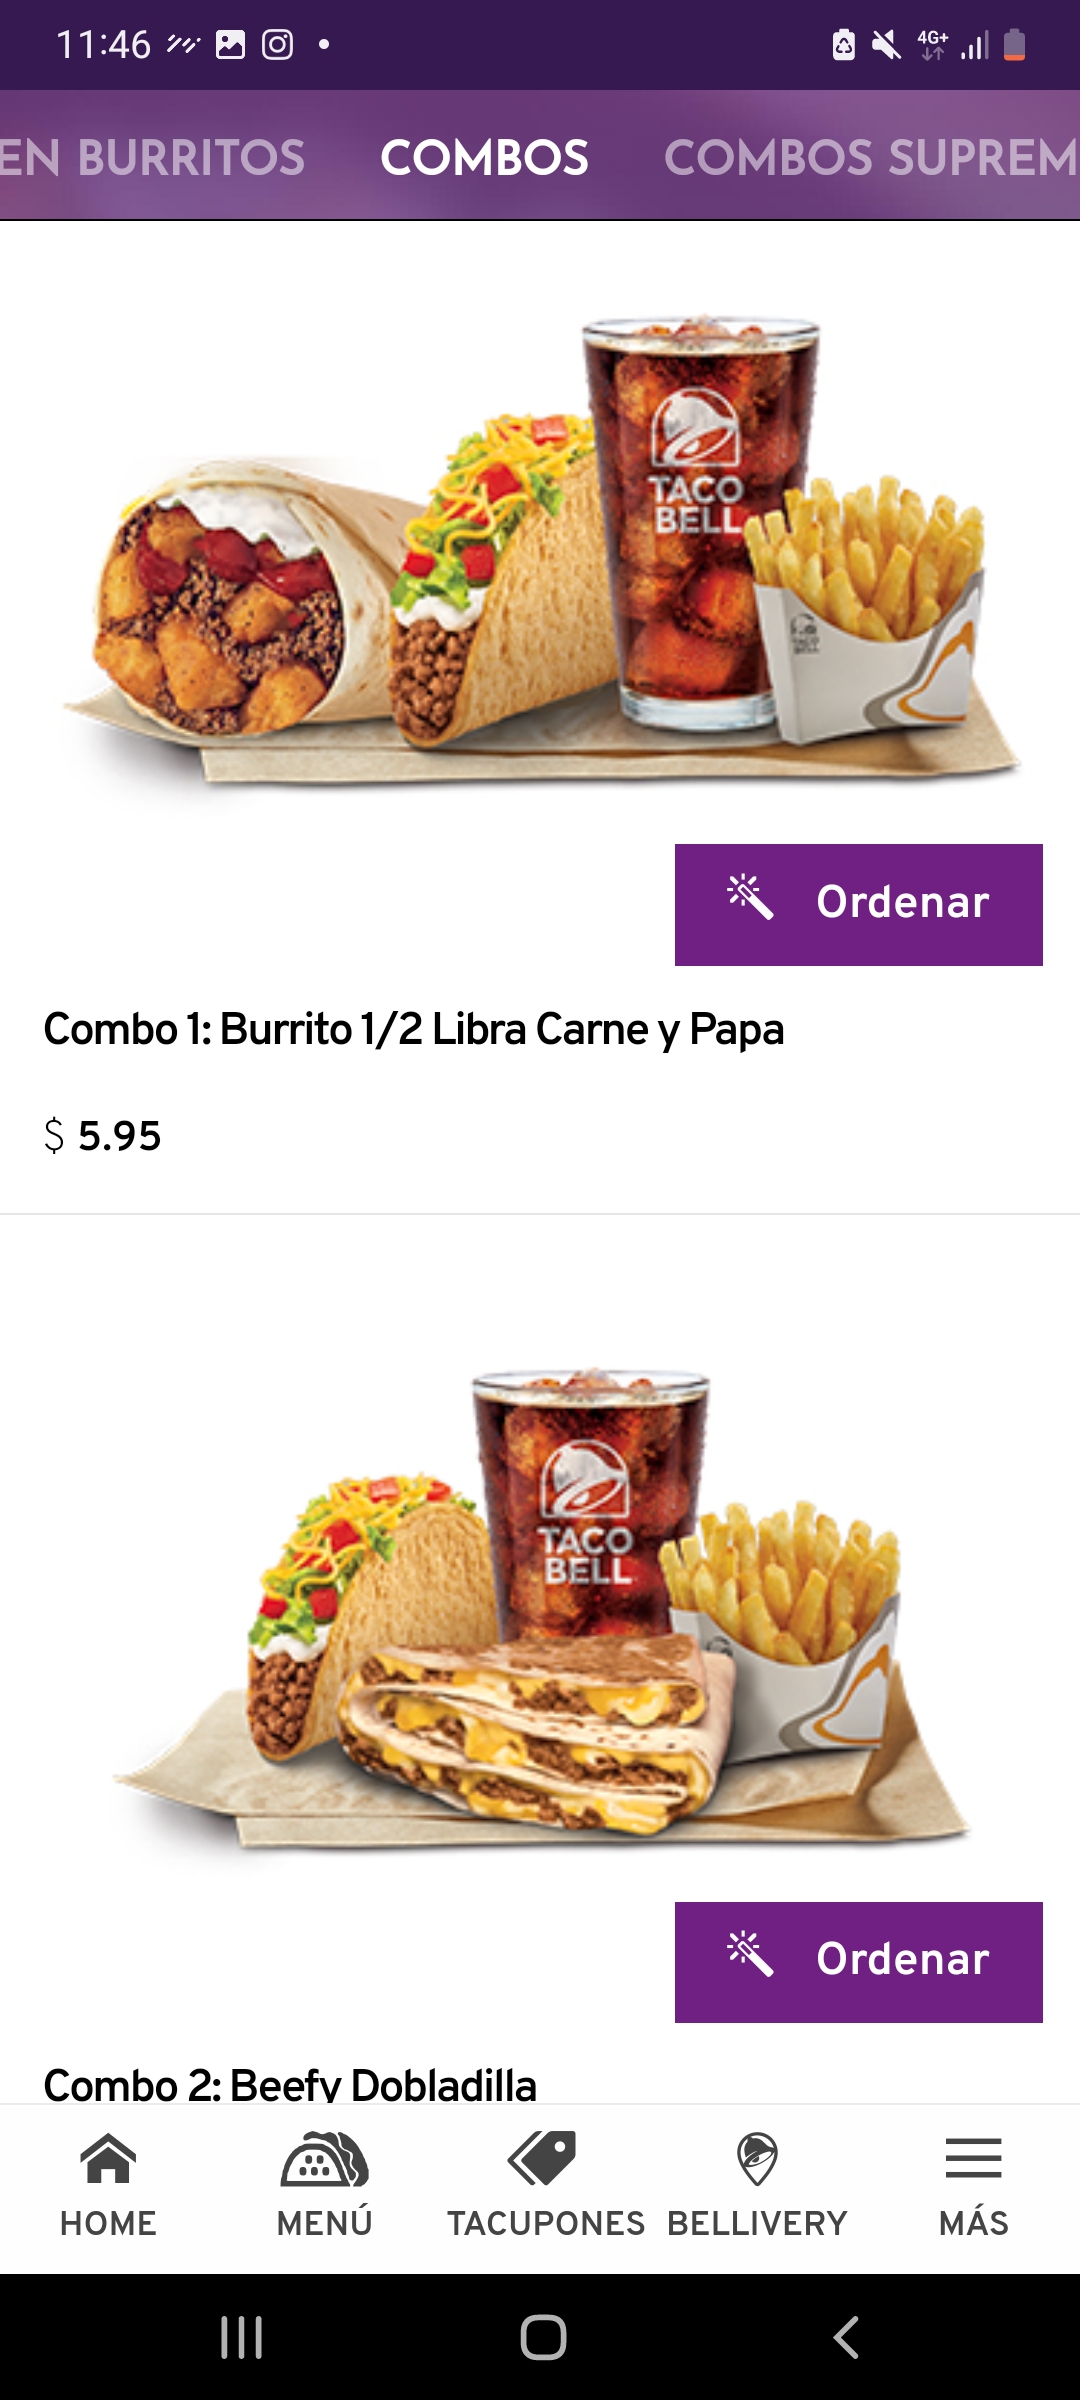 11:46
4G+
EN BURRITOS COMBOS COMBOS SUPREM
TACO
BELL
Ordenar
Combo 1: Burrito 1/2 Libra Carne y Papa
$ 5.95
TACO
BELL
Ordenar
Combo 2: Beefy Dobladilla
HOME MENÚ TACUPONES BELLIVERY MÁS